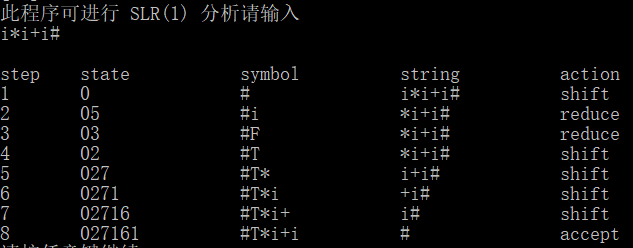 此程序可进行 SLR(1) 分析请输入
i*i+i#
step state symbol string action
1 0 # i*i+i# shift
2 05 #i *i+i# reduce
3 03 #F *i+i# reduce
4 02 #T *i+i# shift
5 027 #T* i+i# shift
6 0271 #T*i +i# shift
7 02716 #T*i+ i# shift
8 027161 #T*i+i # accept